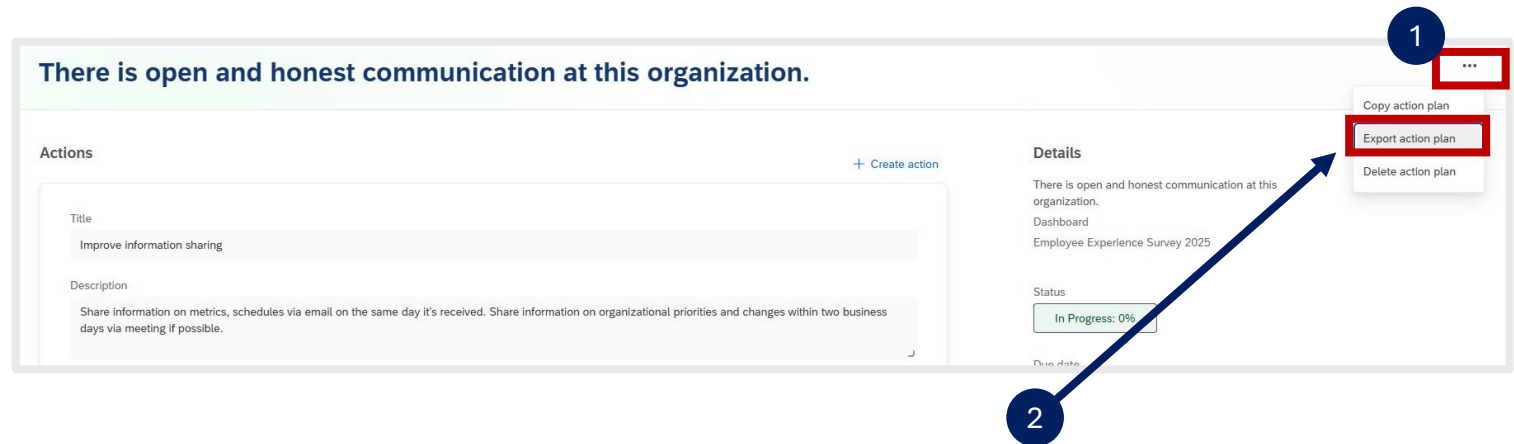 1
There is open and honest communication at this organization.
...
Copy action plan
Export action plan
Delete action plan
Actions
+ Create action
Title
Improve information sharing
Description
Share information on metrics, schedules via email on the same day it's received. Share information on organizational priorities and changes within two business
days via meeting if possible.
Details
There is open and honest communication at this
organization.
Dashboard
Employee Experience Survey 2025
Status
In Progress: 0%
Due date
2